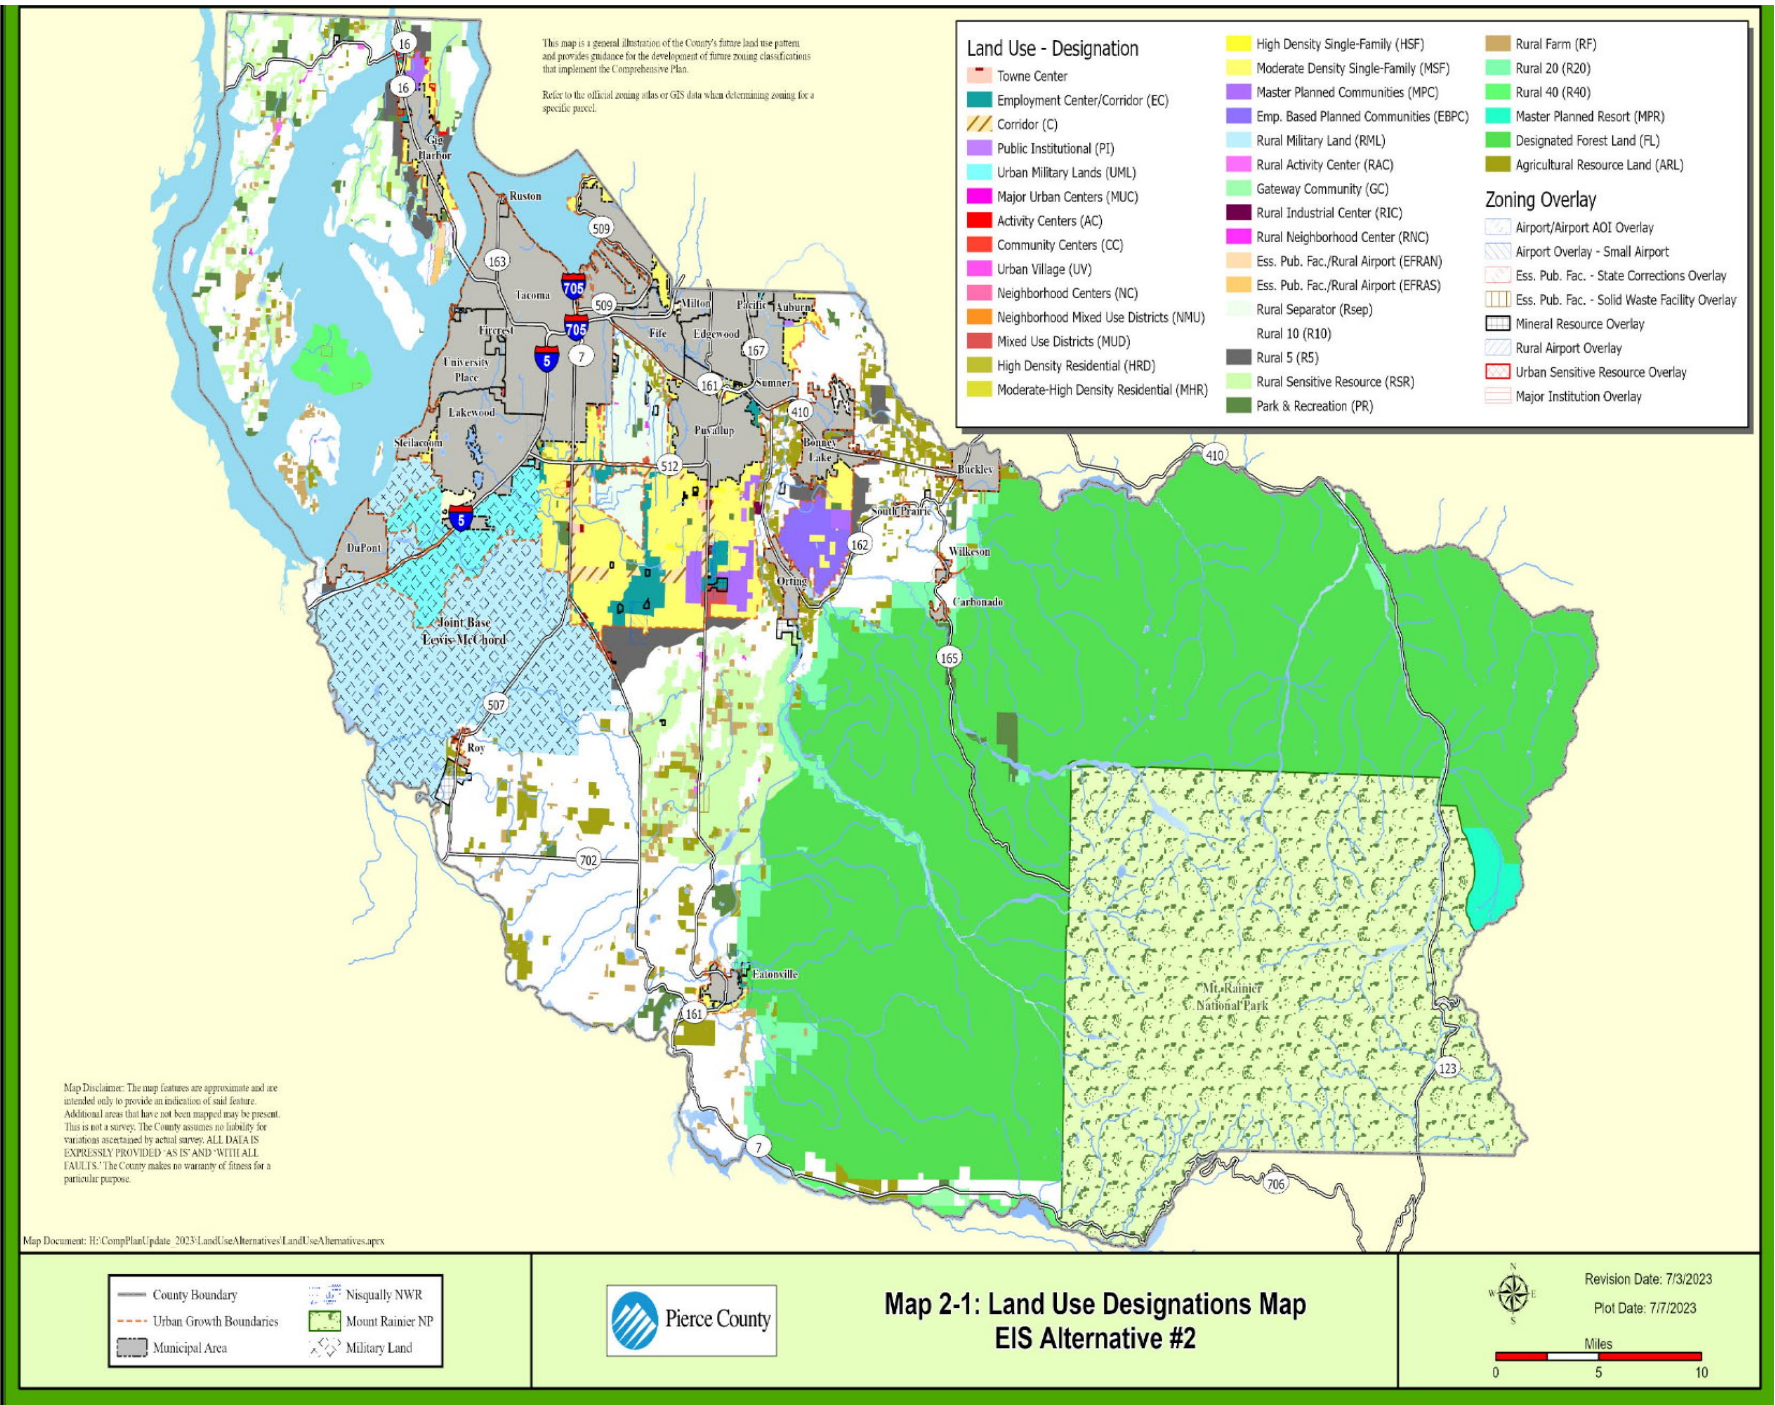 This map is a general illustration of the County's future land use pattern
and provides guidance for the development of future zoning classifications
that implement the Comprehensive Plan.
Refer to the official zoning atlas or GIS data when determining zoning for a
specific parcel.
Land Use - Designation
Towne Center
Employment Center/Corridor (EC)
Corridor (C)
Public Institutional (PI)
Urban Military Lands (UML)
Major Urban Centers (MUC)
Activity Centers (AC)
Community Centers (CC)
Urban Village (UV)
Neighborhood Centers (NC)
Neighborhood Mixed Use Districts (NMU)
Mixed Use Districts (MUD)
High Density Residential (HRD)
Moderate-High Density Residential (MHR)
High Density Single-Family (HSF)
Moderate Density Single-Family (MSF)
Master Planned Communities (MPC)
Emp. Based Planned Communities (EBPC)
Rural Military Land (RML)
Rural Activity Center (RAC)
Gateway Community (GC)
Rural Industrial Center (RIC)
Rural Neighborhood Center (RNC)
Ess. Pub. Fac./Rural Airport (EFRAN)
Ess. Pub. Fac./Rural Airport (EFRAS)
Rural Separator (Rsep)
Rural 10 (R10)
Rural 5 (R5)
Rural Sensitive Resource (RSR)
Park & Recreation (PR)
Rural Farm (RF)
Rural 20 (R20)
Rural 40 (R40)
Master Planned Resort (MPR)
Designated Forest Land (FL)
Agricultural Resource Land (ARL)
Zoning Overlay
Airport/Airport AOI Overlay
Airport Overlay - Small Airport
Ess. Pub. Fac. - State Corrections Overlay
Ess. Pub. Fac. - Solid Waste Facility Overlay
Mineral Resource Overlay
Rural Airport Overlay
Urban Sensitive Resource Overlay
Major Institution Overlay
16
16
Gig
Harbor
Ruston
509
163
705
Tacoma
509
Milton
Pacific
Auburn
Fircrest
705
Fife
Edgewood
5
7
167
University
Place
161
Sumner
Lakewood
410
Puyallup
Steilacoom
Bonney
Lake
410
512
Buckley
5
South Prairie
DuPont
162
Wilkeson
Orting
Carbonado
Joint Base
Lewis-McChord
165
507
Roy
702
Eatonville
Mt. Rainier
National Park
161
123
7
706
Map Disclaimer: The map features are approximate and are
intended only to provide an indication of said feature.
Additional areas that have not been mapped may be present.
This is not a survey. The County assumes no liability for
variations ascertained by actual survey. ALL DATA IS
EXPRESSLY PROVIDED 'AS IS' AND 'WITH ALL
FAULTS.' The County makes no warranty of fitness for a
particular purpose.
Map Document: H:\CompPlanUpdate_2023\LandUseAlternatives\LandUseAlternatives.aprx
County Boundary
Urban Growth Boundaries
Municipal Area
Nisqually NWR
Mount Rainier NP
Military Land
Pierce County
Map 2-1: Land Use Designations Map
EIS Alternative #2
N
W E
S
Revision Date: 7/3/2023
Plot Date: 7/7/2023
Miles
0 5 10